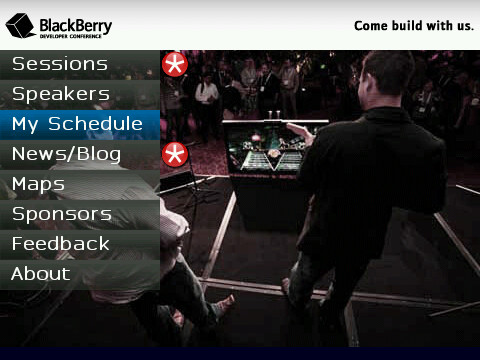 BlackBerry
DEVELOPER CONFERENCE
Come build with us.
Sessions
Speakers
My Schedule
News/Blog
Maps
Sponsors
Feedback
About